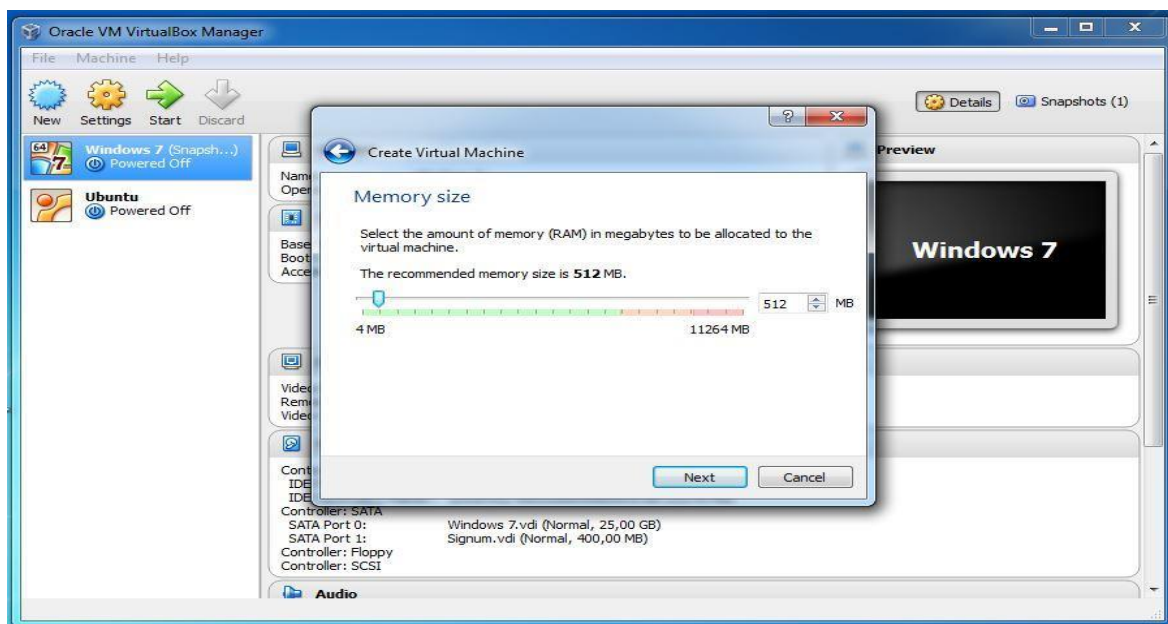 Oracle VM VirtualBox Manager
File Machine Help
New Settings Start Discard
Details Snapshots (1)
64
7
Windows 7 (Snapsh...)
Powered Off
Ubuntu
Powered Off
Preview
Windows 7
Create Virtual Machine
Memory size
Select the amount of memory (RAM) in megabytes to be allocated to the
virtual machine.
The recommended memory size is 512 MB.
512 MB
4 MB 11264 MB
Next Cancel
Controller: SATA
SATA Port 0: Windows 7.vdi (Normal, 25,00 GB)
SATA Port 1: Signum.vdi (Normal, 400,00 MB)
Controller: Floppy
Controller: SCSI
Audio